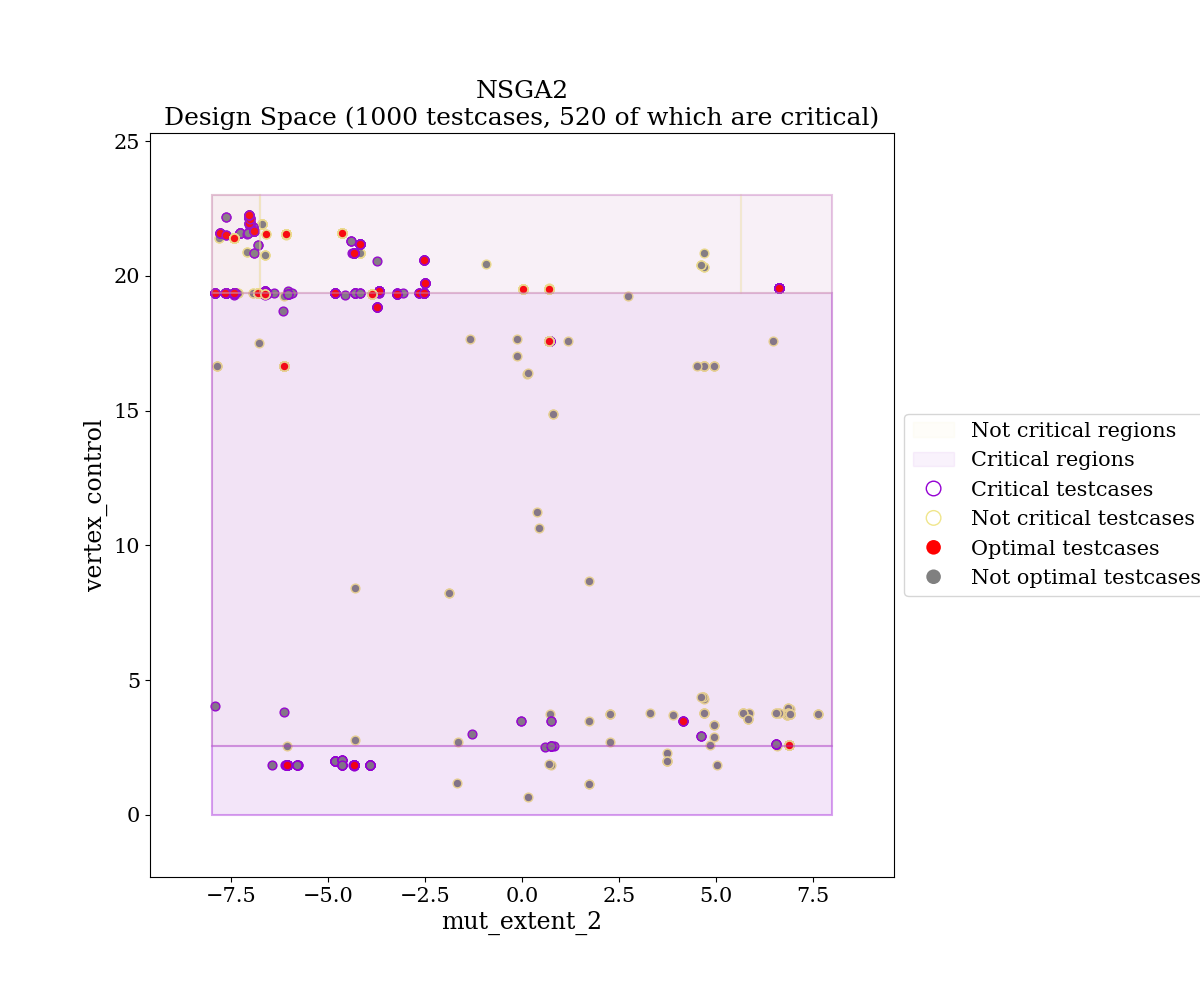 NSGA2
Design Space (1000 testcases, 520 of which are critical)
25
20
15
10
5
0
vertex_control
−7.5
−5.0
−2.5
0.0
2.5
5.0
7.5
mut_extent_2
Not critical regions
Critical regions
Critical testcases
Not critical testcases
Optimal testcases
Not optimal testcases